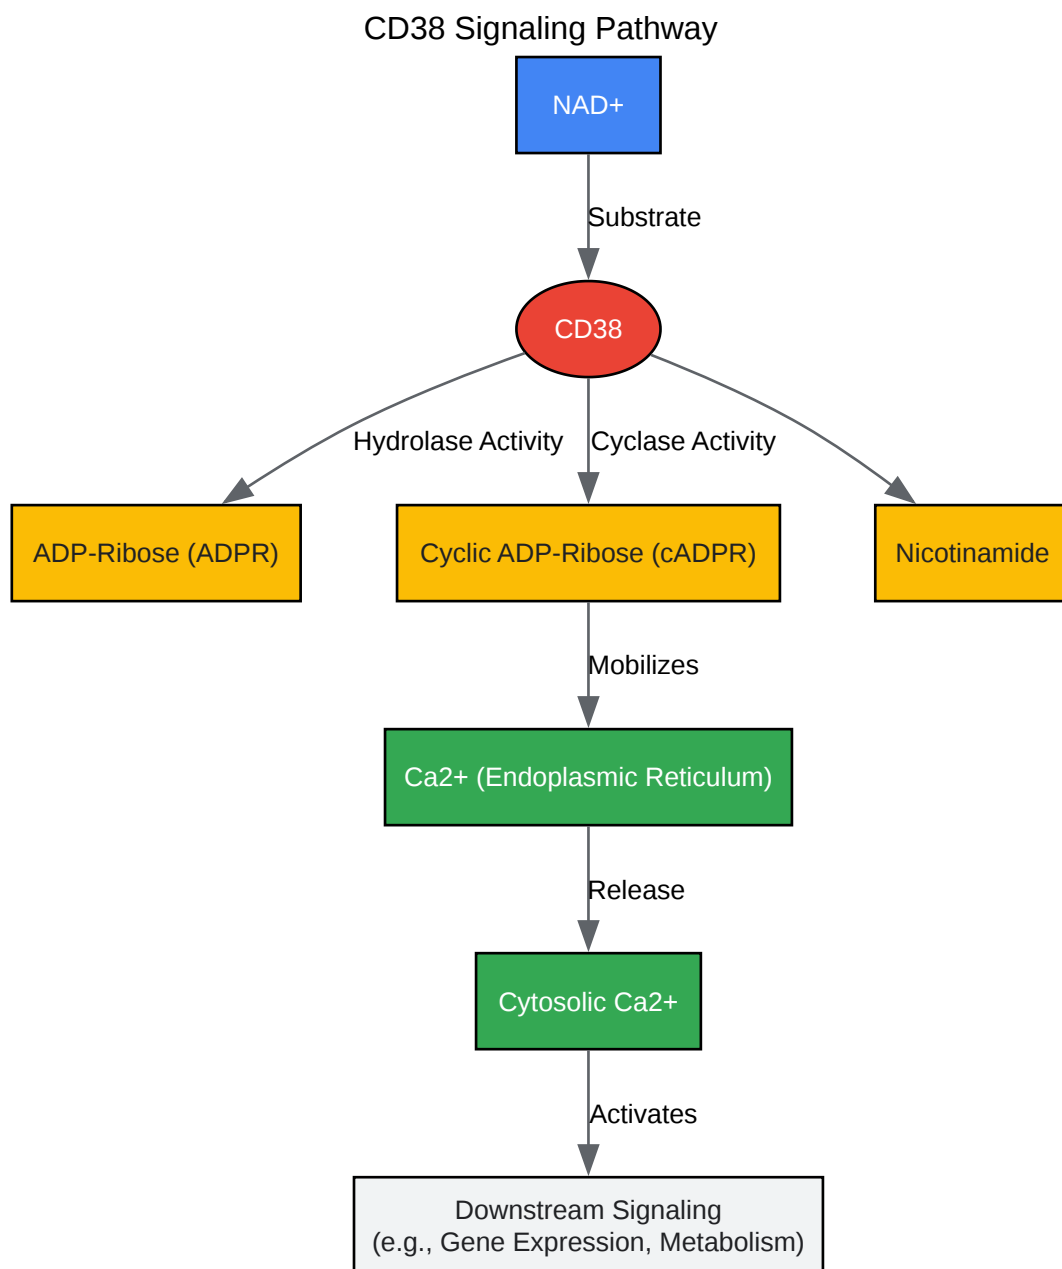 CD38 Signaling Pathway
NAD+
Substrate
CD38
Hydrolase Activity
Cyclase Activity
ADP-Ribose (ADPR)
Cyclic ADP-Ribose (cADPR)
Nicotinamide
Mobilizes
Ca2+ (Endoplasmic Reticulum)
Release
Cytosolic Ca2+
Activates
Downstream Signaling
(e.g., Gene Expression, Metabolism)